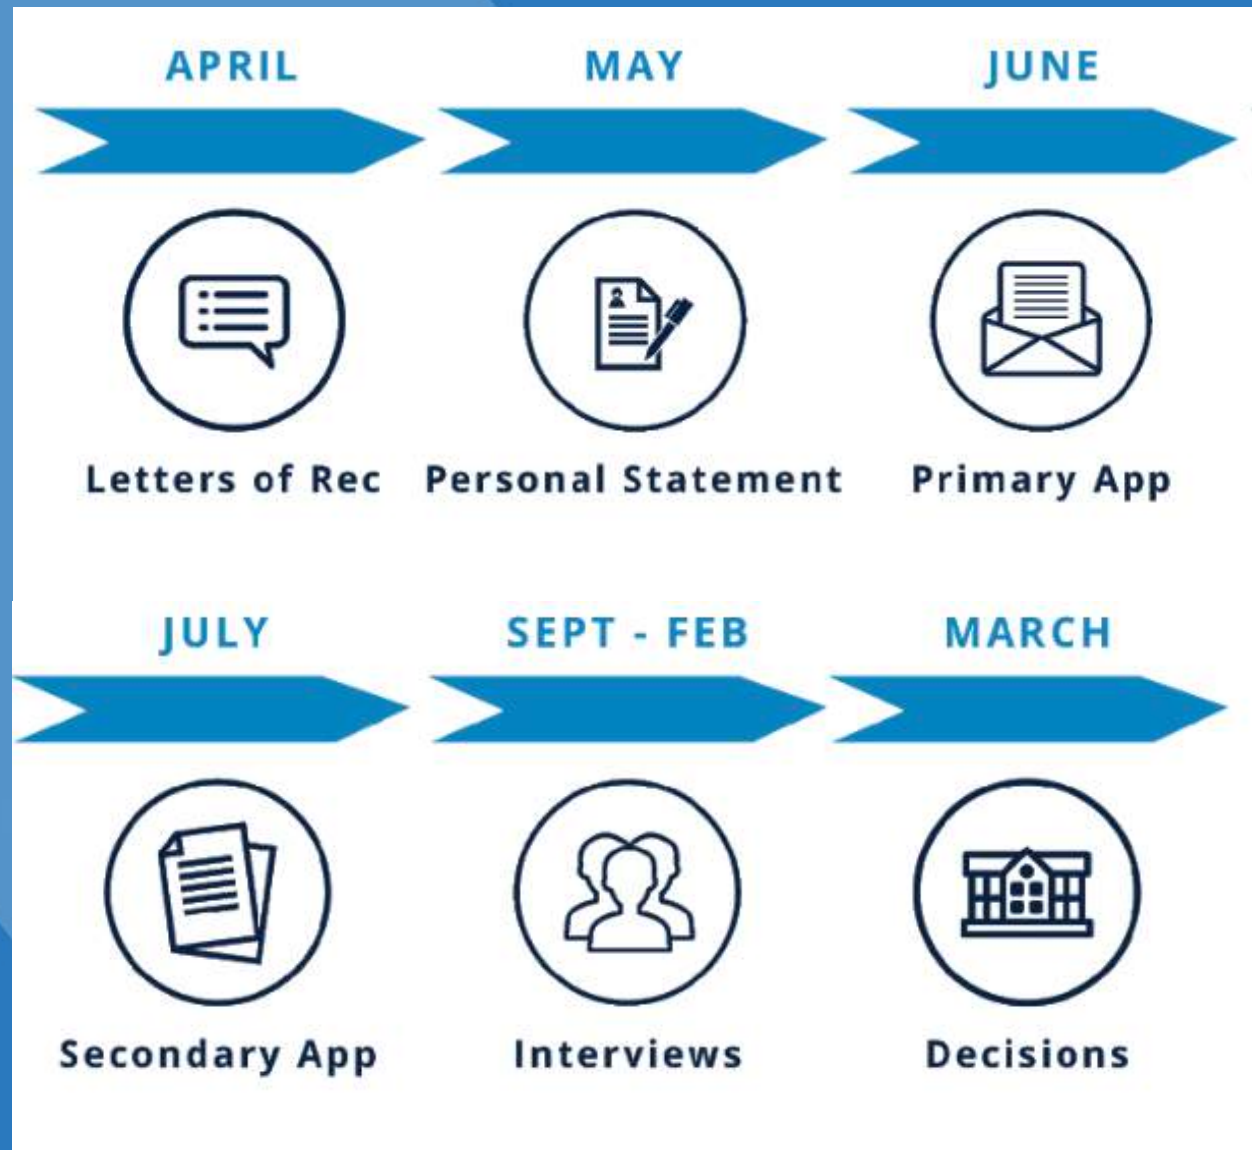 APRIL
MAY
JUNE
Letters of Rec
Personal Statement
Primary App
JULY
SEPT - FEB
MARCH
Secondary App
Interviews
Decisions